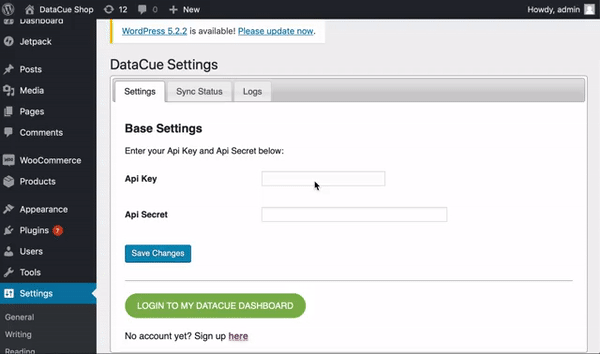 DataCue Shop 12 0 + New Howdy, admin
Dashboard
Jetpack
Posts
Media
Pages
Comments
WooCommerce
Products
Appearance
Plugins 7
Users
Tools
Settings
General
Writing
Reading
WordPress 5.2.2 is available! Please update now.
DataCue Settings
Settings Sync Status Logs
Base Settings
Enter your Api Key and Api Secret below:
Api Key
Api Secret
Save Changes
LOGIN TO MY DATACUE DASHBOARD
No account yet? Sign up here